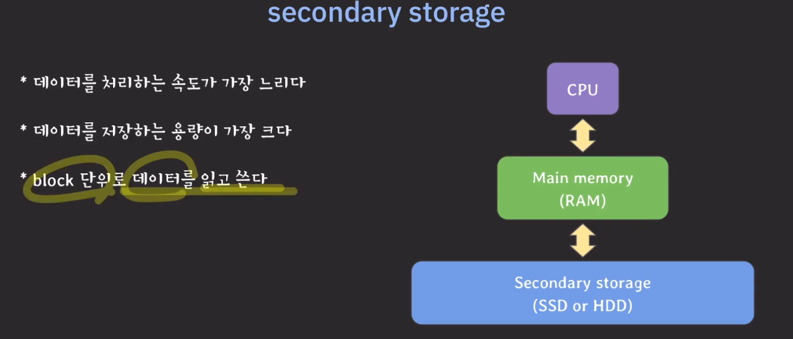 secondary storage
* 데이터를 처리하는 속도가 가장 느리다
* 데이터를 저장하는 용량이 가장 크다
* block 단위로 데이터를 읽고 쓴다
CPU
Main memory
(RAM)
Secondary storage
(SSD or HDD)